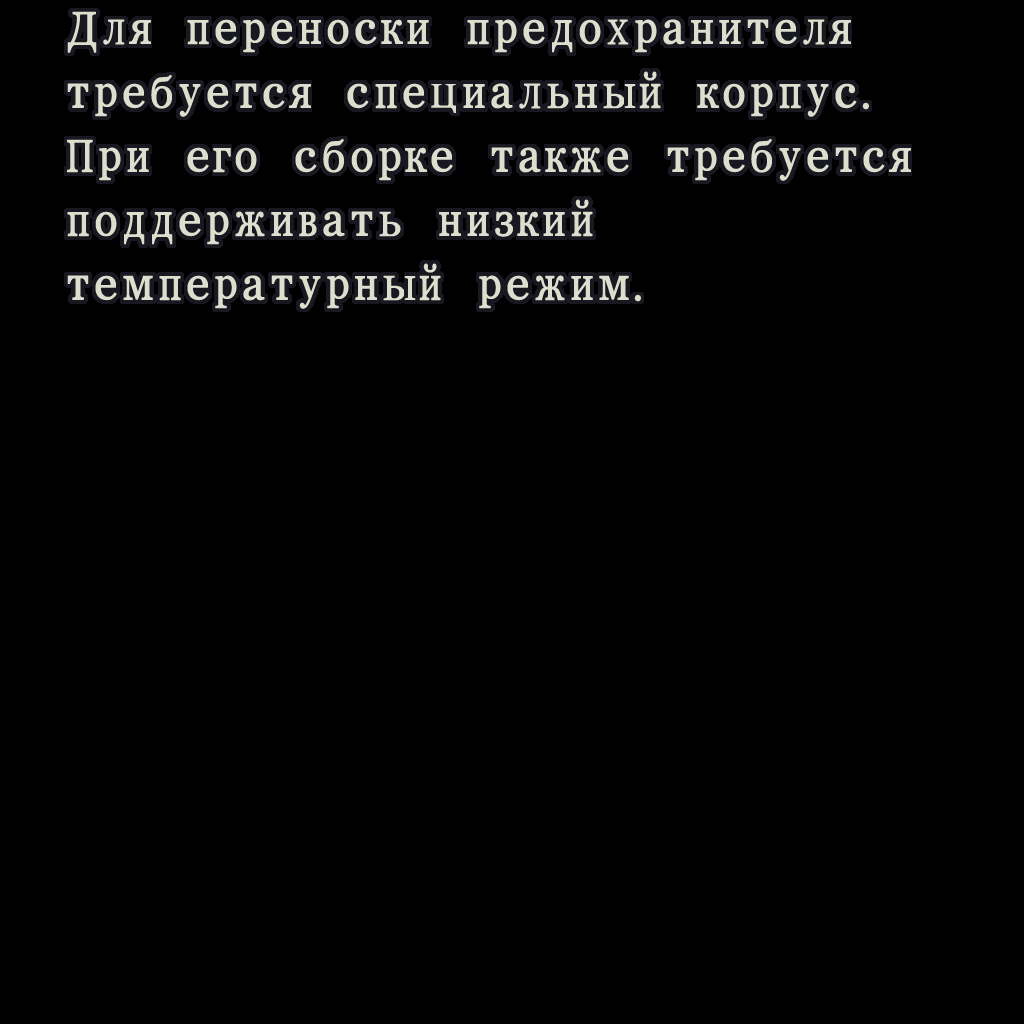 Для переноски предохранителя
требуется специальный корпус.
При его сборке также требуется
поддерживать низкий
температурный режим.